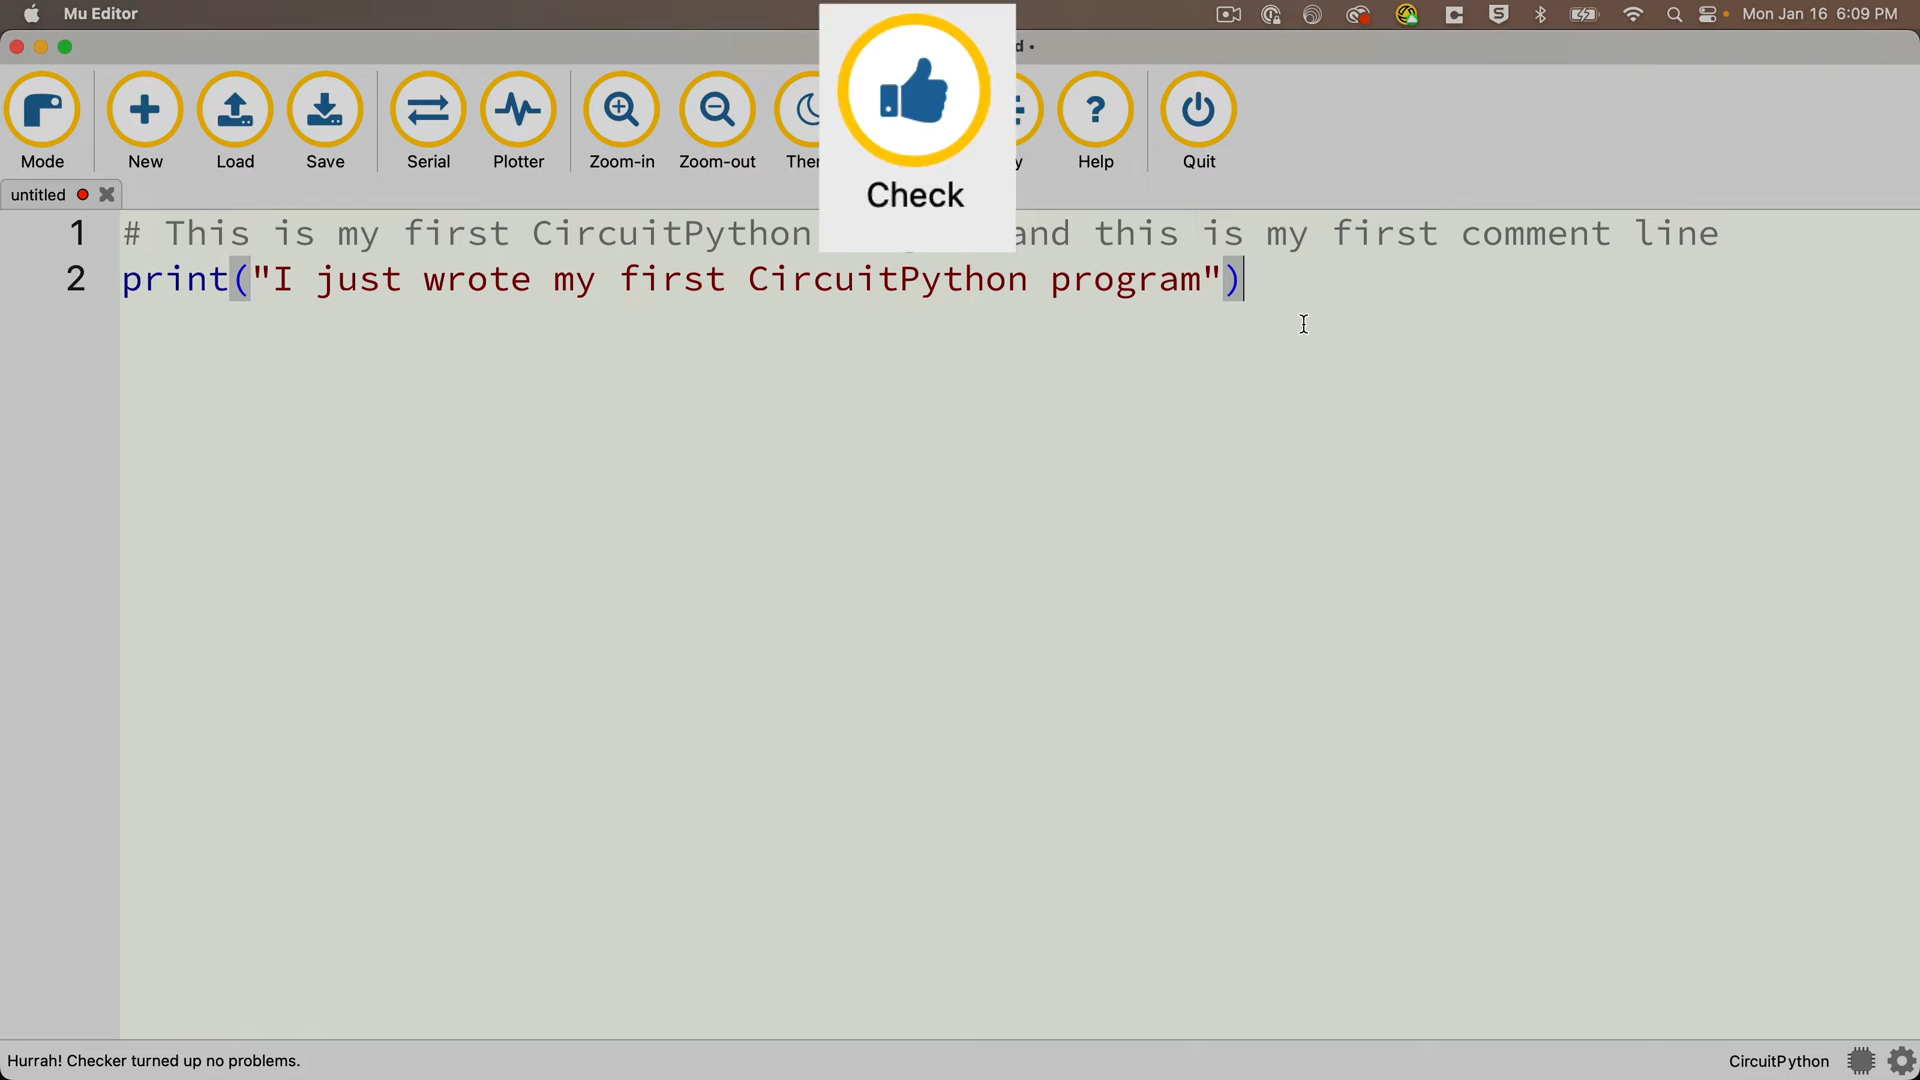 Mu Editor
Mon Jan 16 6:09 PM
Mode
New
Load
Save
Serial
Plotter
Zoom-in
Zoom-out
Check
Help
Quit
untitled
1 # This is my first CircuitPython and this is my first comment line
2 print("I just wrote my first CircuitPython program")
Hurrah! Checker turned up no problems.
CircuitPython